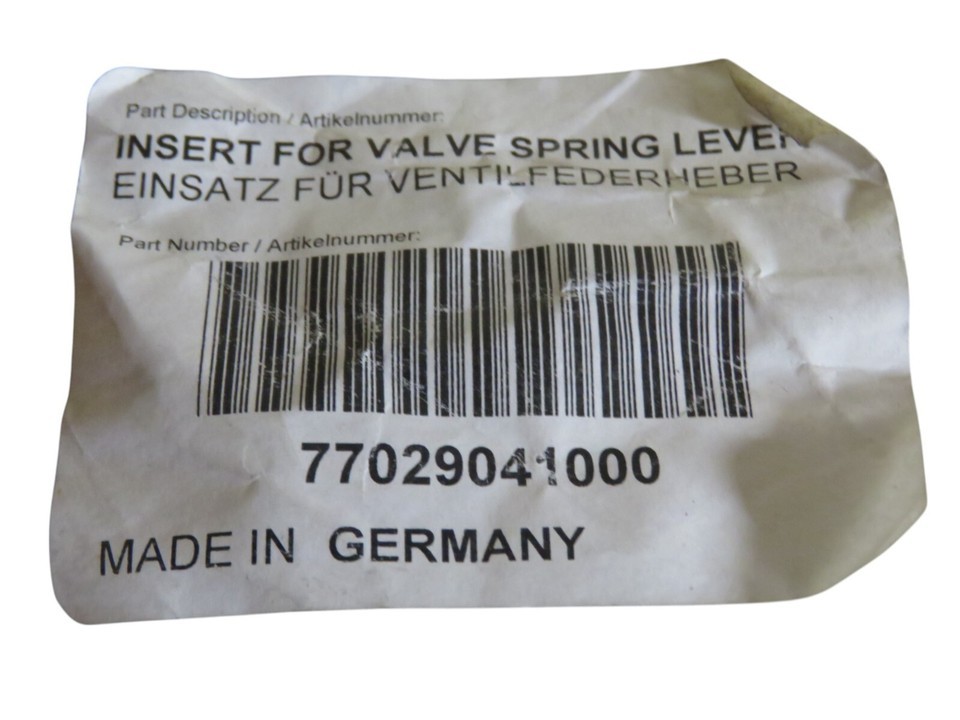 Part Description / Artikelnummer:
INSERT FOR VALVE SPRING LEVER
EINSATZ FÜR VENTILFEDERHEBER
Part Number / Artikelnummer:
77029041000
MADE IN GERMANY